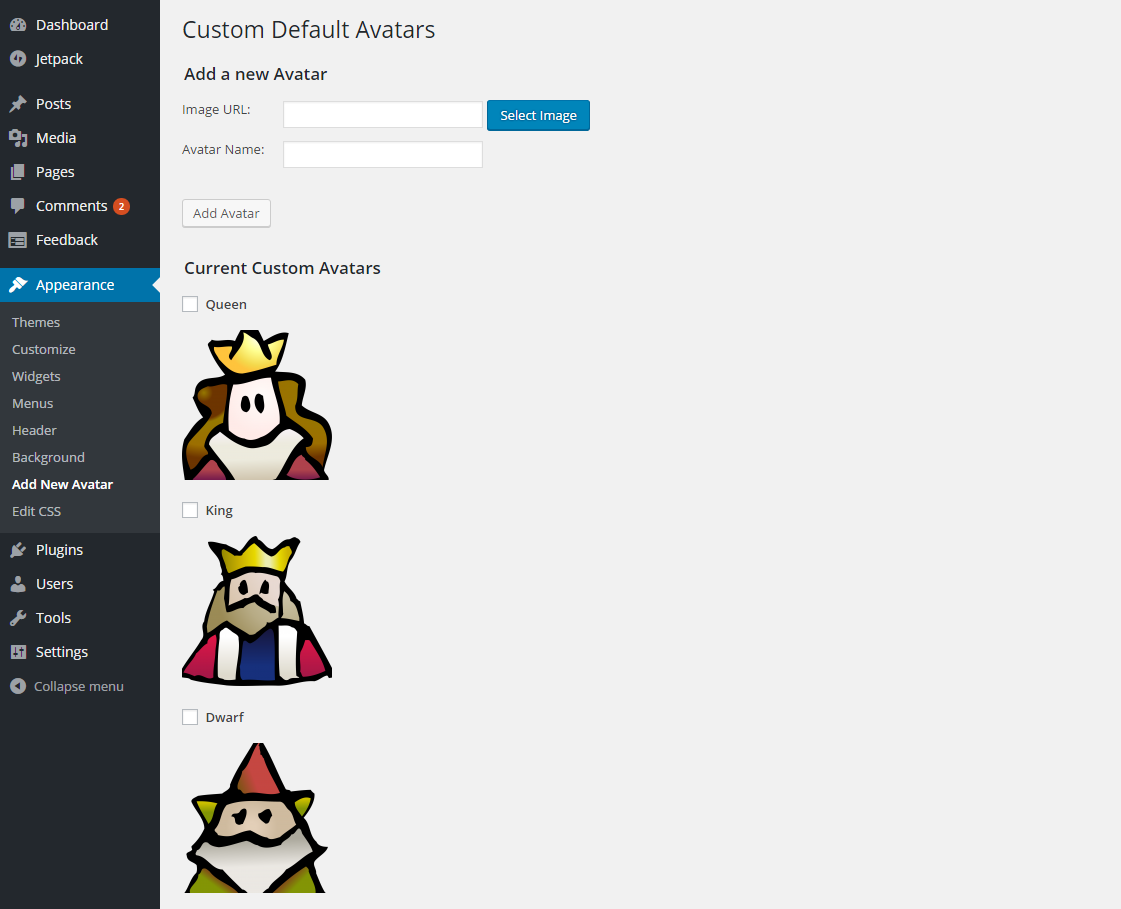 Dashboard
Jetpack
Posts
Media
Pages
Comments 2
Feedback
Appearance
Themes
Customize
Widgets
Menus
Header
Background
Add New Avatar
Edit CSS
Plugins
Users
Tools
Settings
Collapse menu
Custom Default Avatars
Add a new Avatar
Image URL: Select Image
Avatar Name:
Add Avatar
Current Custom Avatars
Queen
King
Dwarf